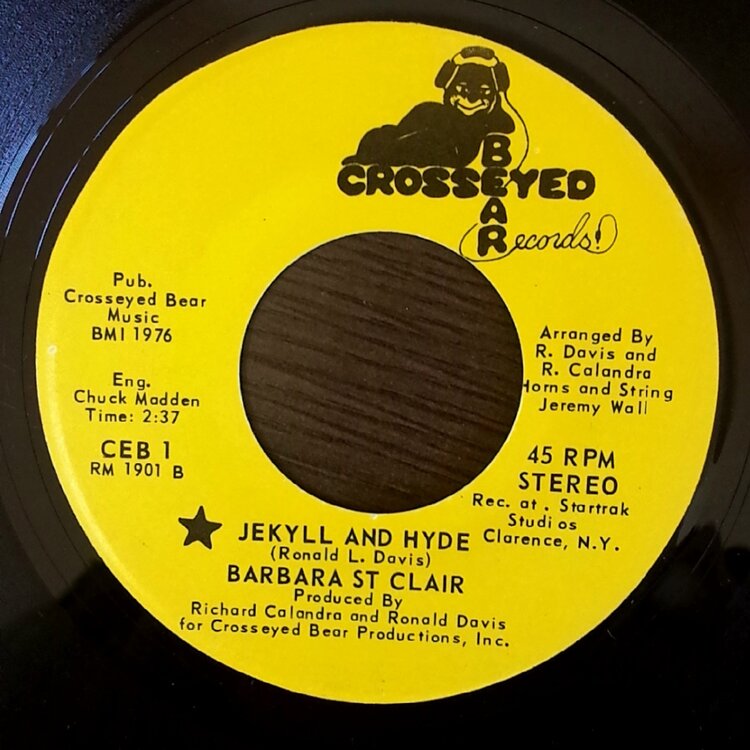 CROSSEYED
BEAR
Records!
Pub.
Crosseyed Bear
Music
BMI 1976
Eng.
Chuck Madden
Time: 2:37
CEB 1
RM 1901 B
Arranged By
R. Davis and
R. Calandra
Horns and String
Jeremy Wall
45 RPM
STEREO
Rec. at . Startrak
Studios
Clarence, N.Y.
JEKYLL AND HYDE
(Ronald L. Davis)
BARBARA ST CLAIR
Produced By
Richard Calandra and Ronald Davis
for Crosseyed Bear Productions, Inc.